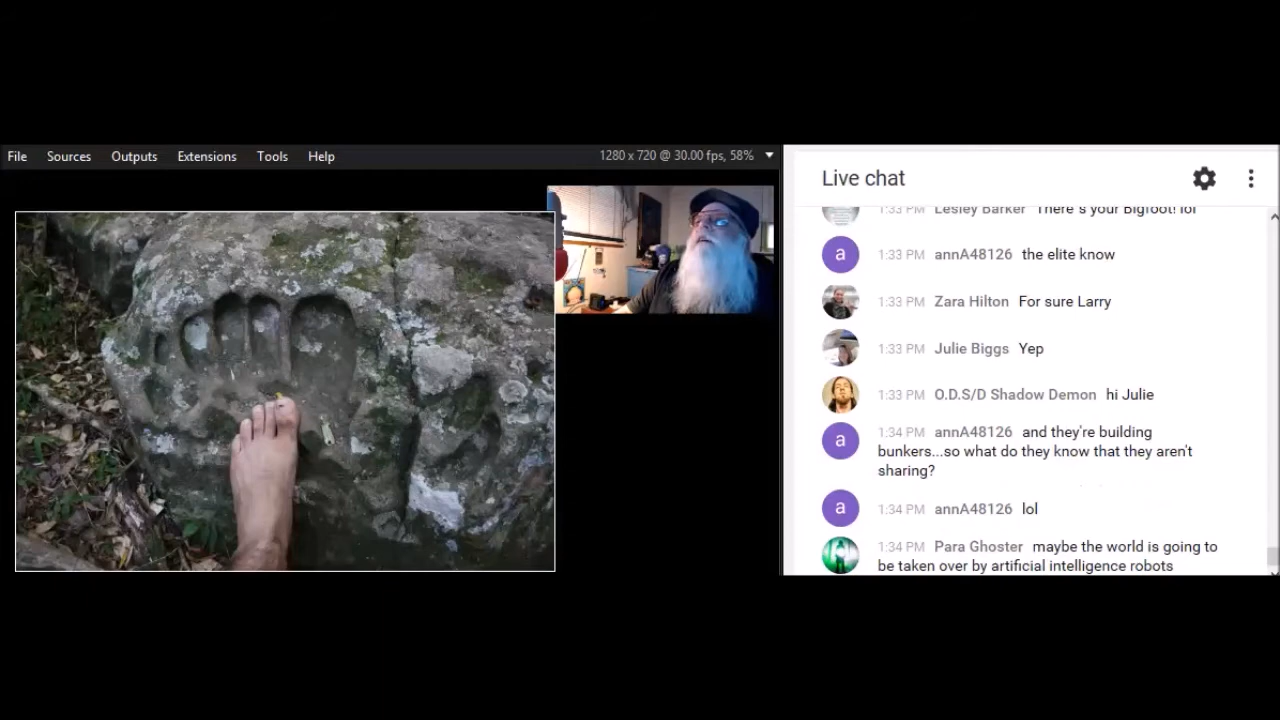 File Sources Outputs Extensions Tools Help
1280 x 720 @ 30.00 fps, 58%
Live chat
1:33 PM Lesley Barker There's your Bigfoot! lol
a 1:33 PM annA48126 the elite know
1:33 PM Zara Hilton For sure Larry
1:33 PM Julie Biggs Yep
1:33 PM O.D.S/D Shadow Demon hi Julie
a 1:34 PM annA48126 and they're building
bunkers...so what do they know that they aren't
sharing?
a 1:34 PM annA48126 lol
1:34 PM Para Ghoster maybe the world is going to
be taken over by artificial intelligence robots